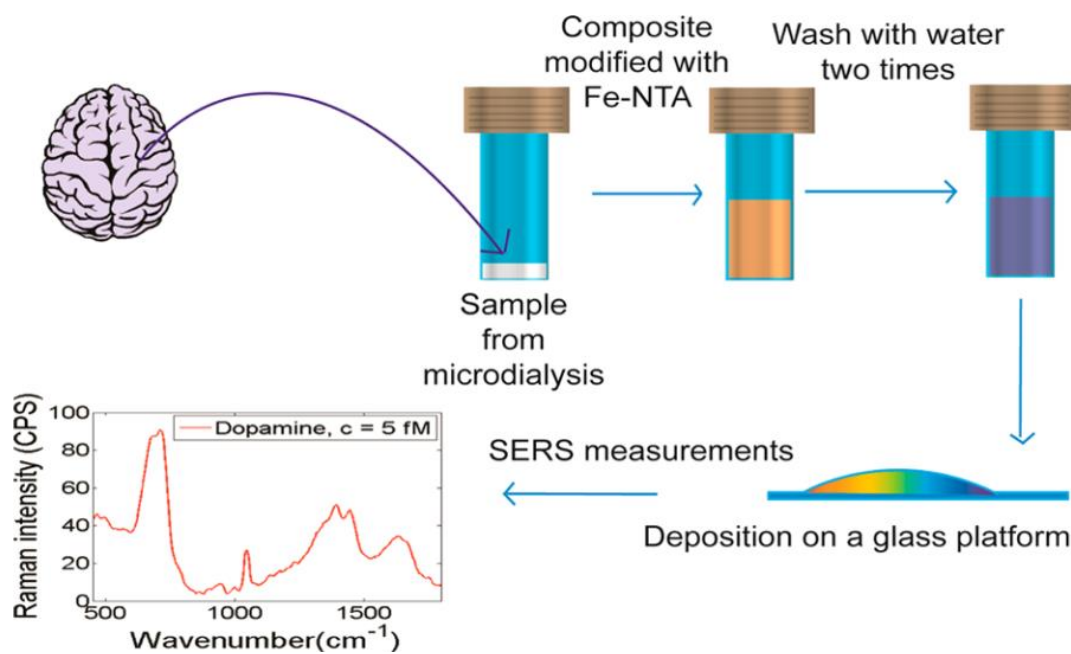 Composite
modified with
Fe-NTA
Wash with water
two times
Sample
from
microdialysis
Deposition on a glass platform
SERS measurements
Dopamine, c = 5 fM
Raman intensity (CPS)
100
80
60
40
20
0
500
1000
1500
Wavenumber(cm⁻¹)